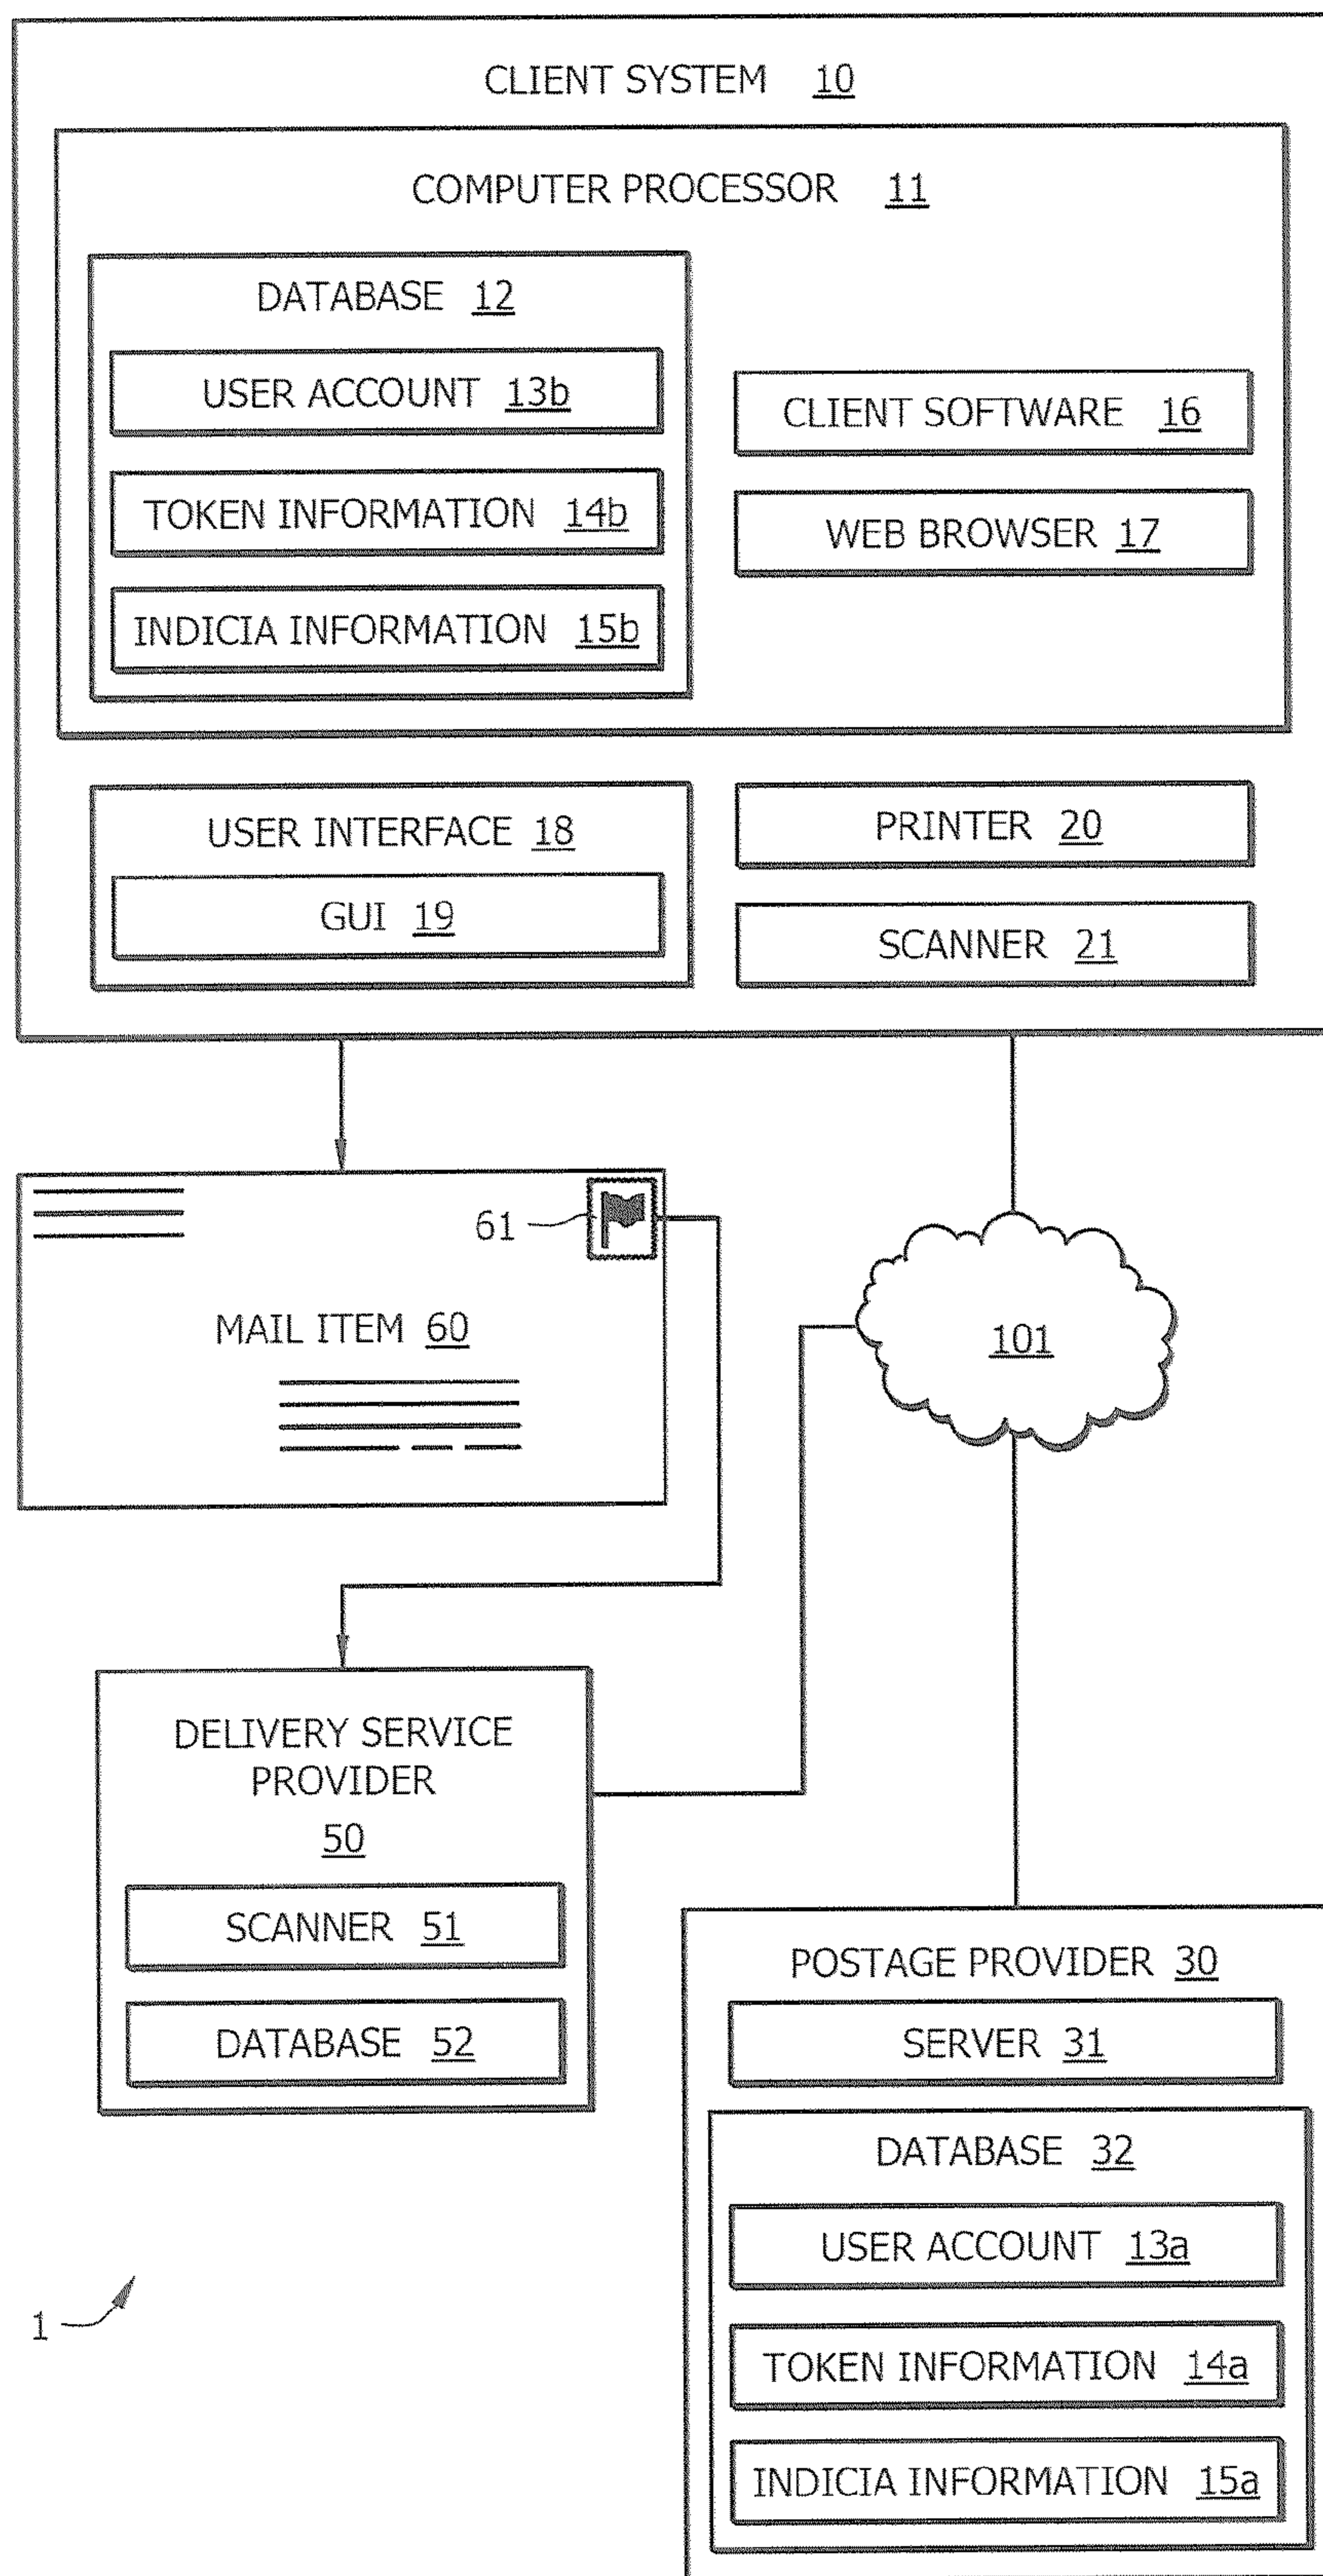 CLIENT SYSTEM 10
COMPUTER PROCESSOR 11
DATABASE 12
USER ACCOUNT 13b
TOKEN INFORMATION 14b
INDICIA INFORMATION 15b
CLIENT SOFTWARE 16
WEB BROWSER 17
USER INTERFACE 18
GUI 19
PRINTER 20
SCANNER 21
61
MAIL ITEM 60
101
DELIVERY SERVICE
PROVIDER
50
SCANNER 51
DATABASE 52
POSTAGE PROVIDER 30
SERVER 31
DATABASE 32
USER ACCOUNT 13a
TOKEN INFORMATION 14a
INDICIA INFORMATION 15a
1